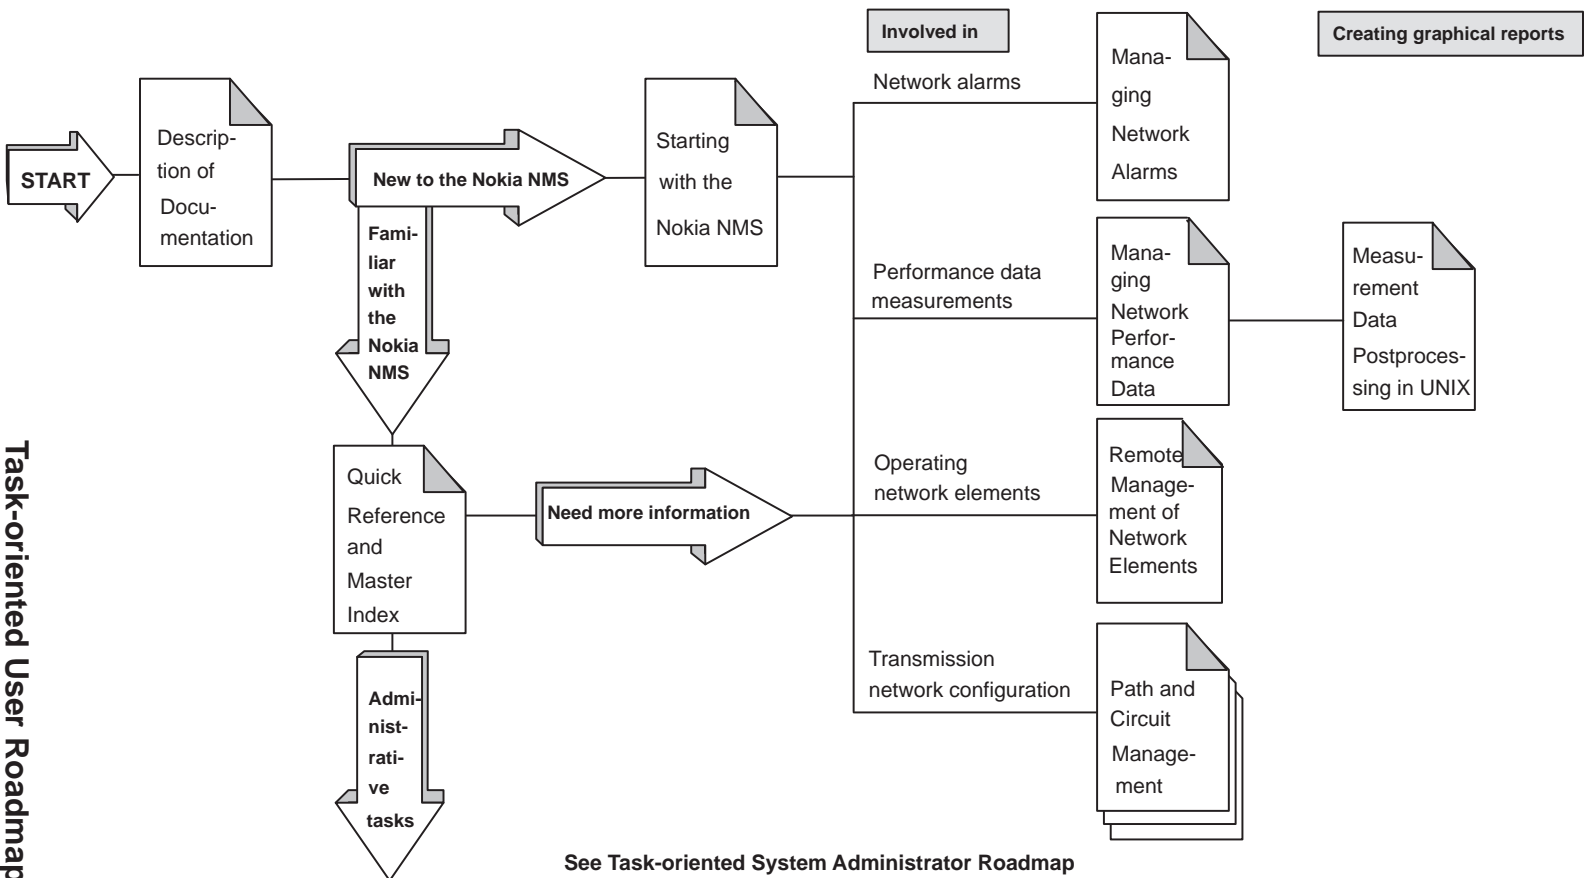 Involved in
Creating graphical reports
START
Descrip-
tion of
Docu-
mentation
New to the Nokia NMS
Starting
with the
Nokia NMS
Network alarms
Mana-
ging
Network
Alarms
Fami-
liar
with
the
Nokia
NMS
Performance data
measurements
Mana-
ging
Network
Perfor-
mance
Data
Measu-
rement
Data
Postproces-
sing in UNIX
Quick
Reference
and
Master
Index
Need more information
Operating
network elements
Remote
Manage-
ment of
Network
Elements
Transmission
network configuration
Path and
Circuit
Manage-
ment
Admi-
nist-
rati-
ve
tasks
See Task-oriented System Administrator Roadmap
Task-oriented User Roadmap